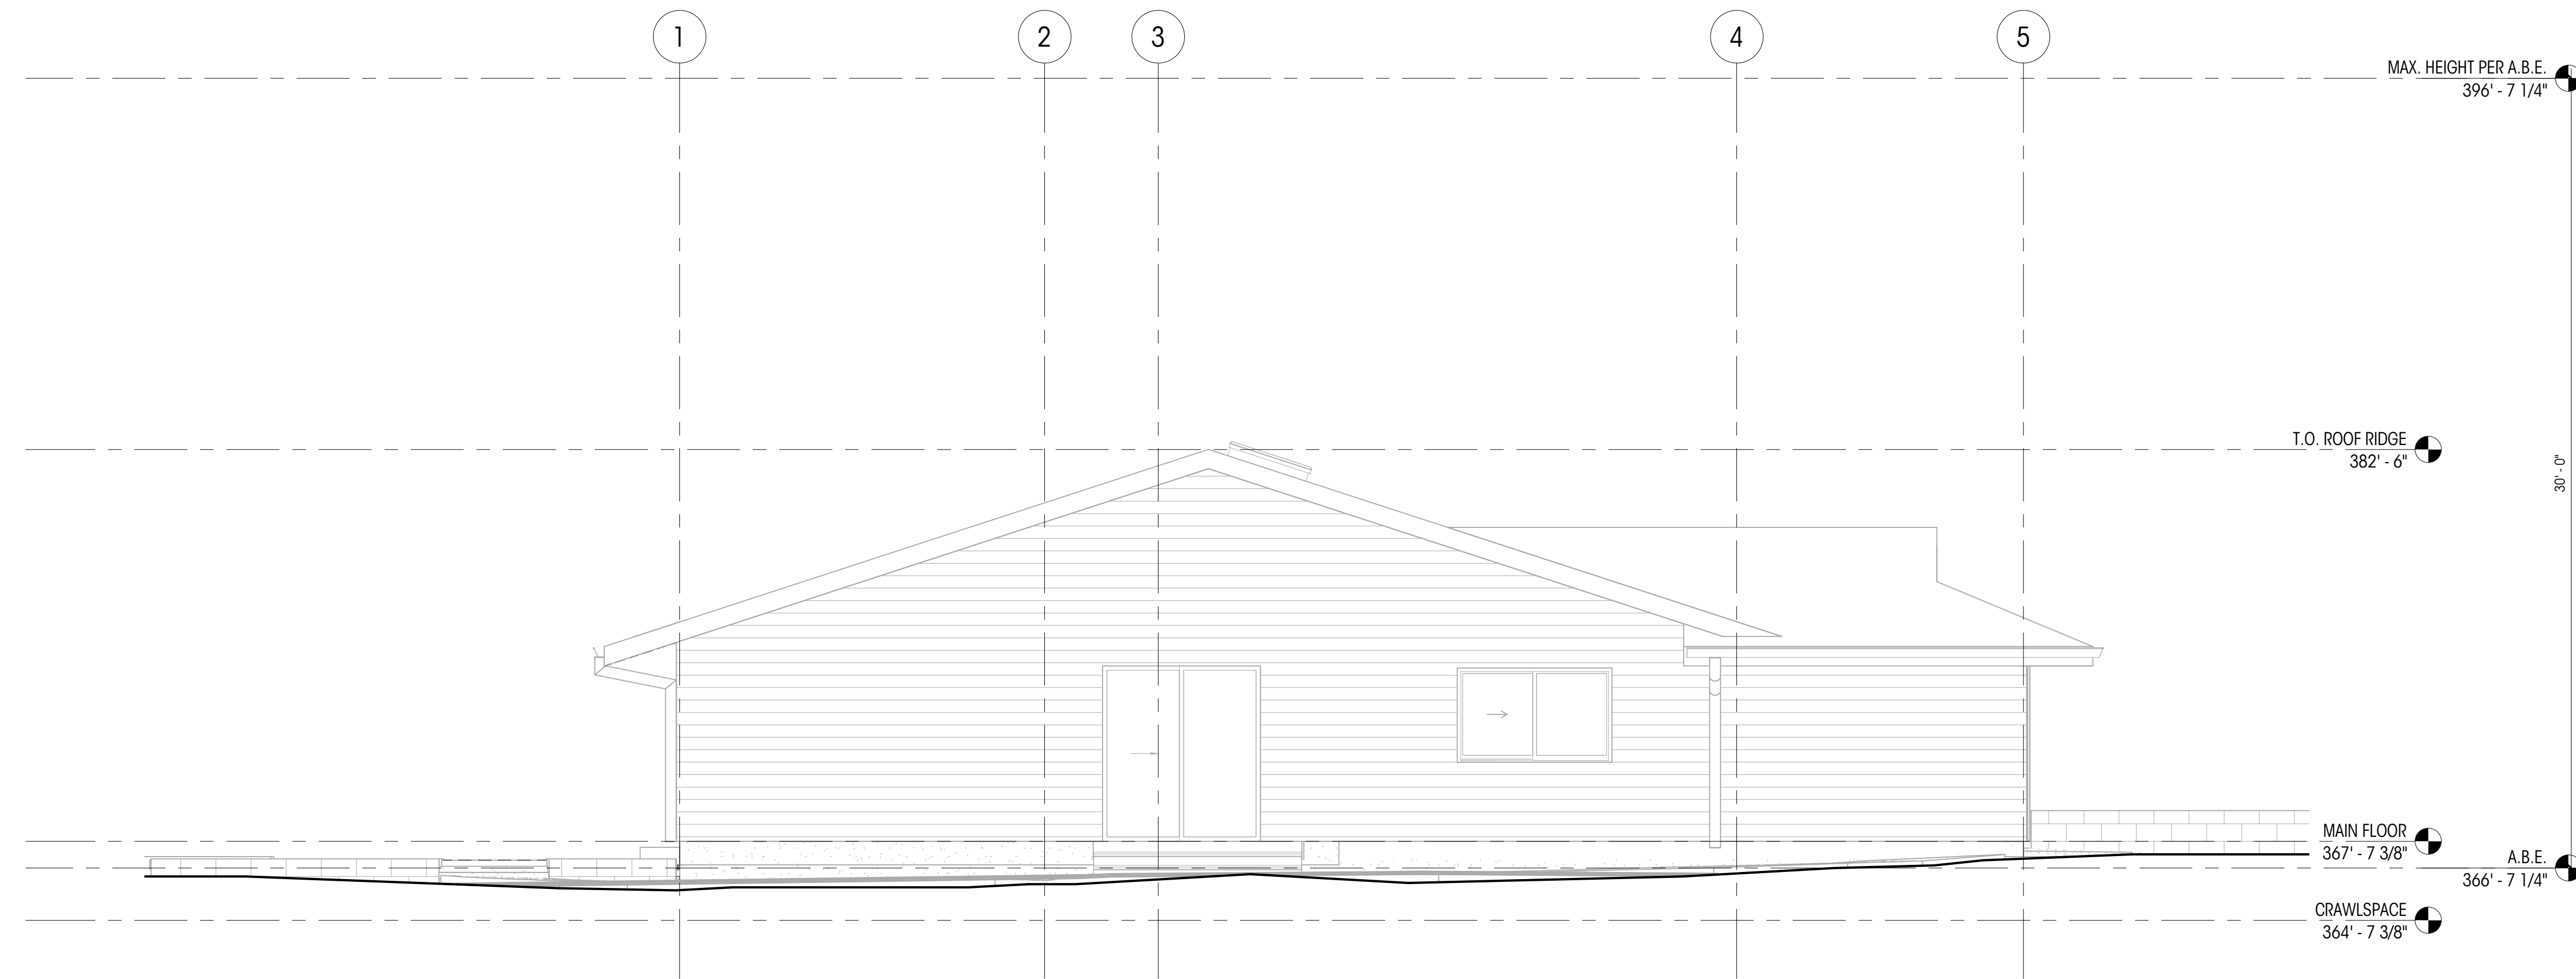 1
2
3
4
5
MAX. HEIGHT PER A.B.E.
396' - 7 1/4"
T.O. ROOF RIDGE
382' - 6"
30' - 0"
MAIN FLOOR
367' - 7 3/8"
A.B.E.
366' - 7 1/4"
CRAWLSPACE
364' - 7 3/8"